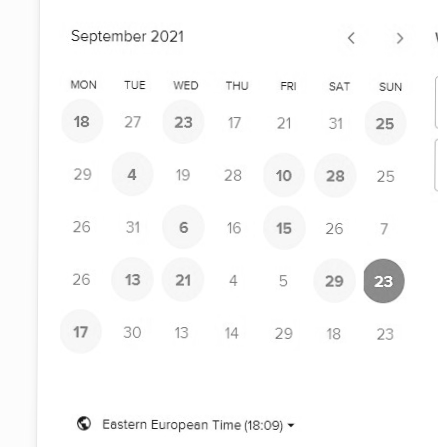 September 2021 < >
MON TUE WED THU FRI SAT SUN
18 27 23 17 21 31 25
29 4 19 28 10 28 25
26 31 6 16 15 26 7
26 13 21 4 5 29 23
17 30 13 14 29 18 23
Eastern European Time (18:09)